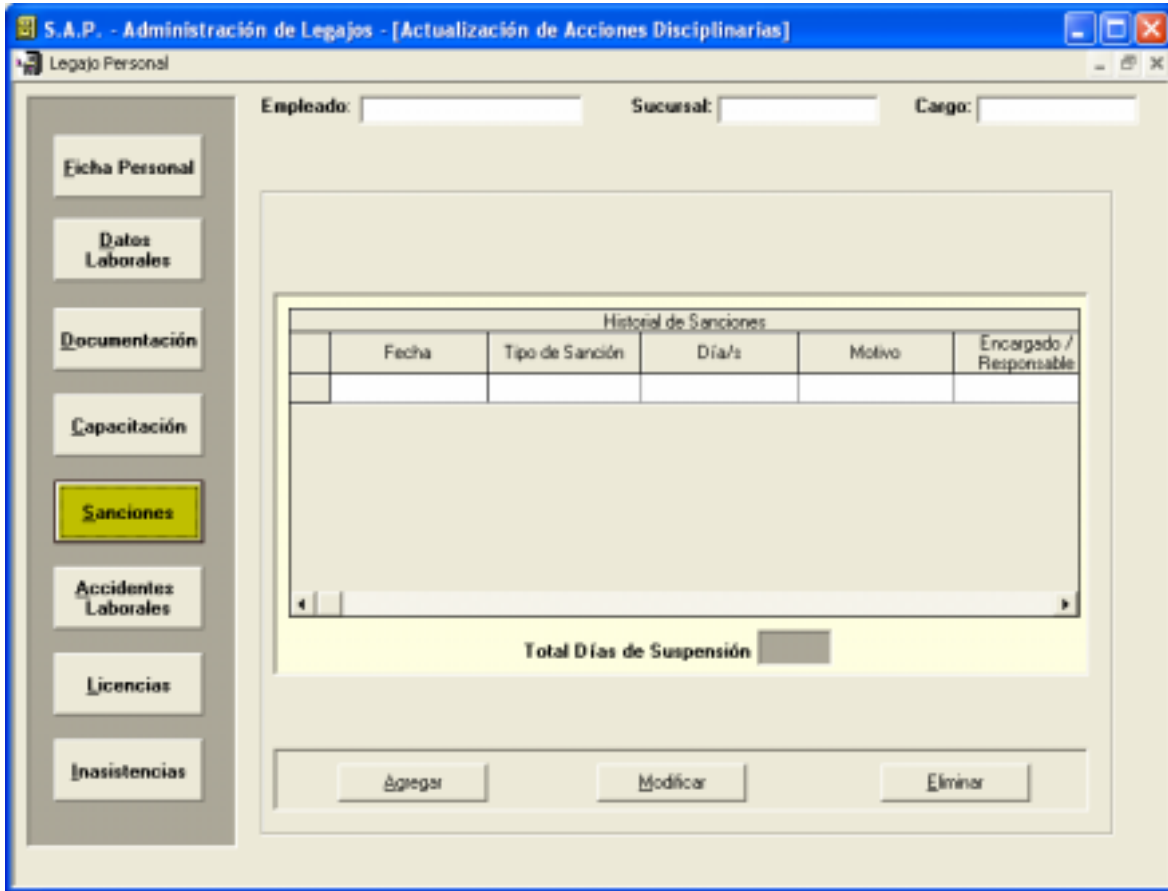 S.A.P. - Administración de Legajos - [Actualización de Acciones Disciplinarias]
Legajo Personal
Empleado: Sucursal: Cargo:
Ficha Personal
Datos
Laborales
Documentación
Capacitación
Sanciones
Accidentes
Laborales
Licencias
Inasistencias
Historial de Sanciones
Fecha Tipo de Sanción Día/s Motivo Encargado /
Responsable
Total Días de Suspensión
Agregar Modificar Eliminar